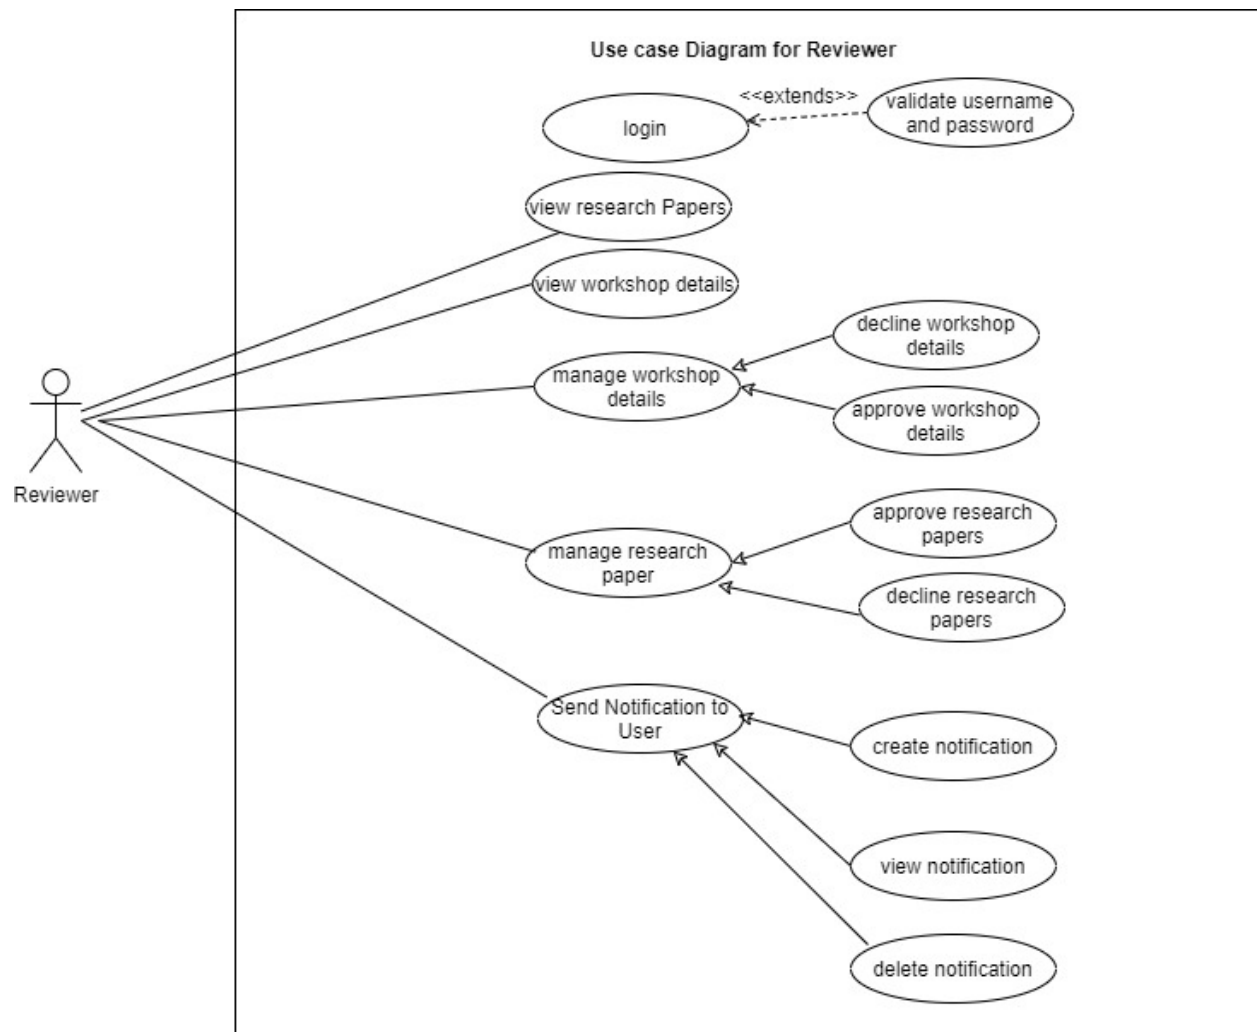 Use case Diagram for Reviewer
<<extends>>
validate username
and password
login
view research Papers
view workshop details
decline workshop
details
manage workshop
details
approve workshop
details
Reviewer
approve research
papers
manage research
paper
decline research
papers
Send Notification to
User
create notification
view notification
delete notification